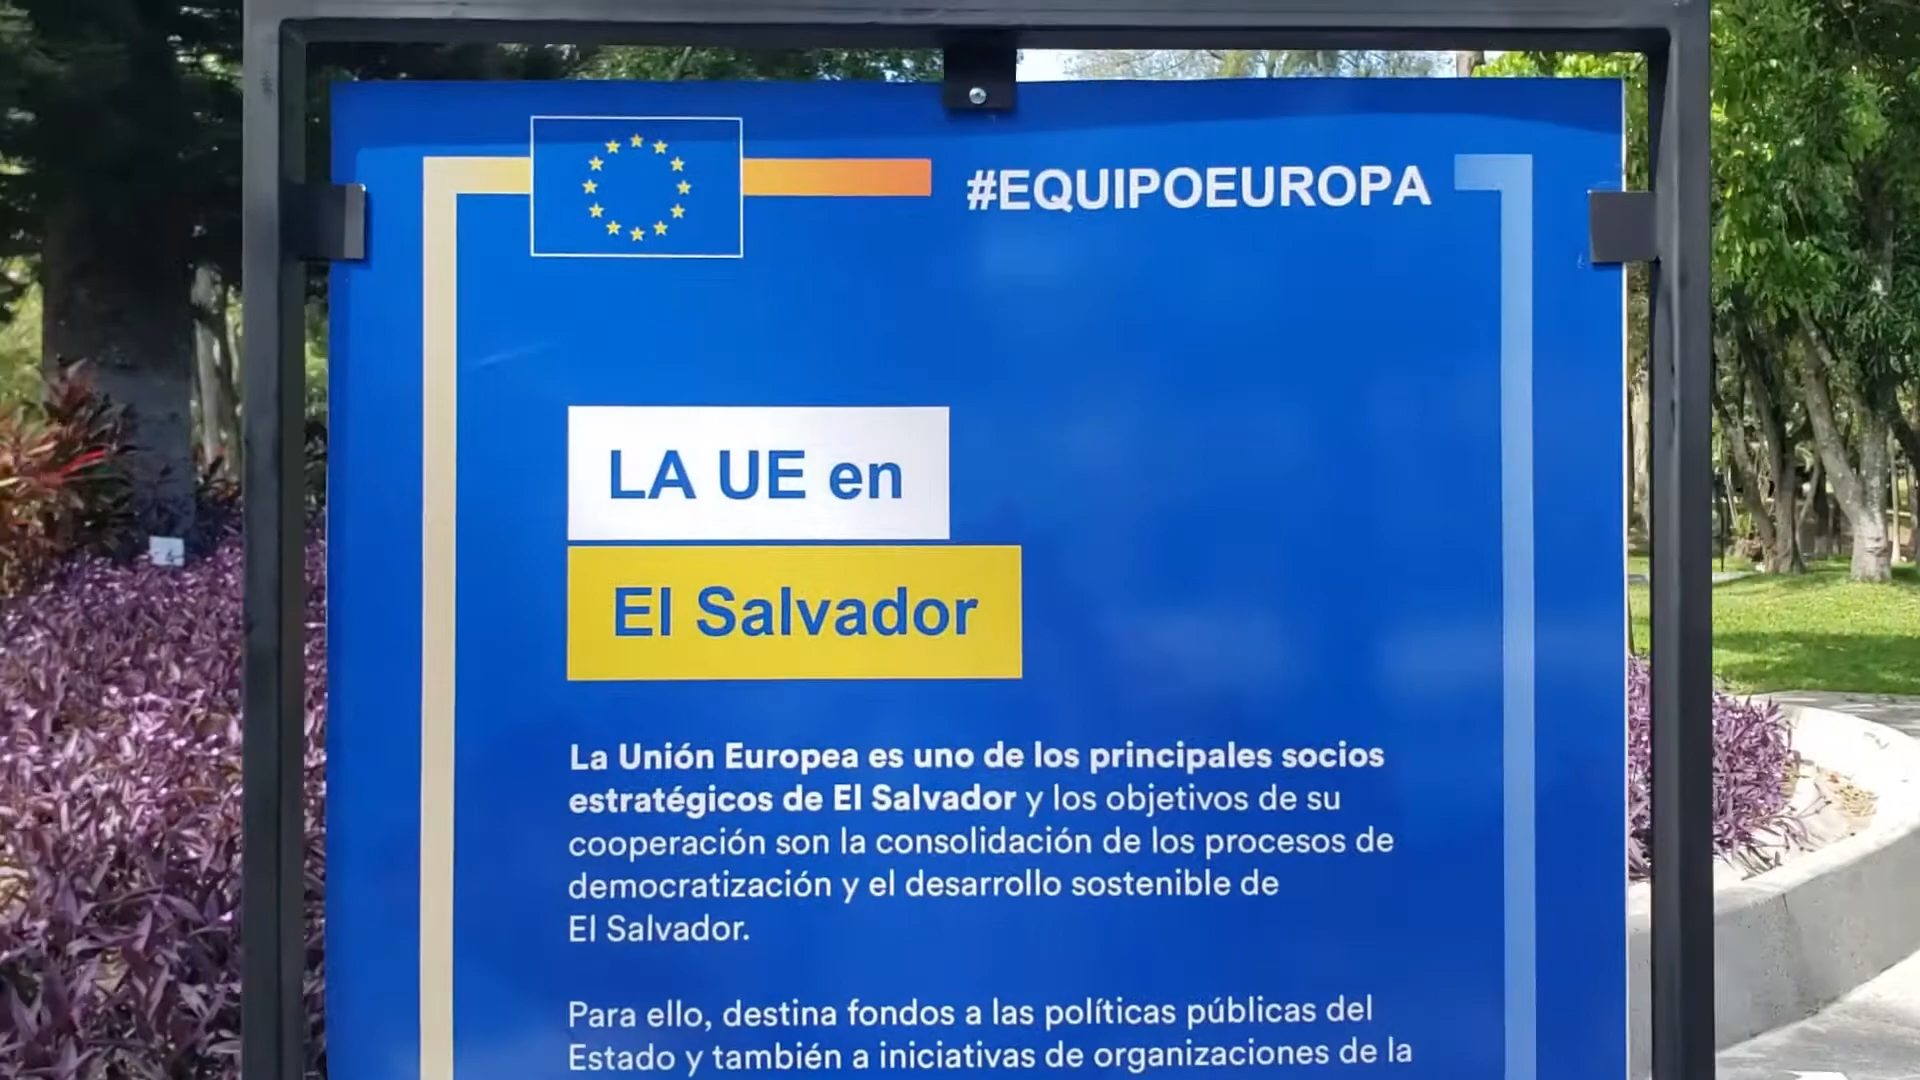 #EQUIPOEUROPA
LA UE en
El Salvador
La Unión Europea es uno de los principales socios
estratégicos de El Salvador y los objetivos de su
cooperación son la consolidación de los procesos de
democratización y el desarrollo sostenible de
El Salvador.
Para ello, destina fondos a las políticas públicas del
Estado y también a iniciativas de organizaciones de la